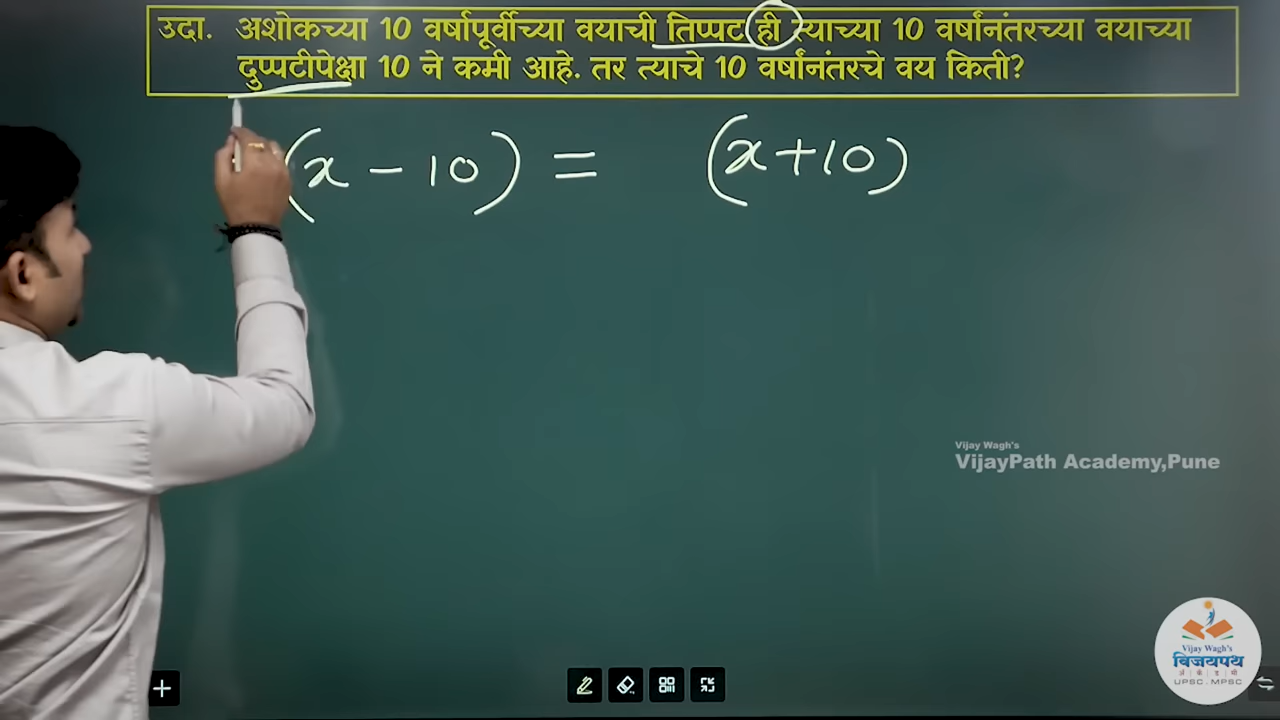 उदा. अशोकच्या 10 वर्षापूर्वीच्या वयाची तिप्पट ही त्याच्या 10 वर्षांनंतरच्या वयाच्या
दुप्पटीपेक्षा 10 ने कमी आहे. तर त्याचे 10 वर्षांनंतरचे वय किती?
(x - 10) = (x+10)
Vijay Wagh's
VijayPath Academy,Pune
Vijay Wagh's
विजयपथ
UPSC.MPSC